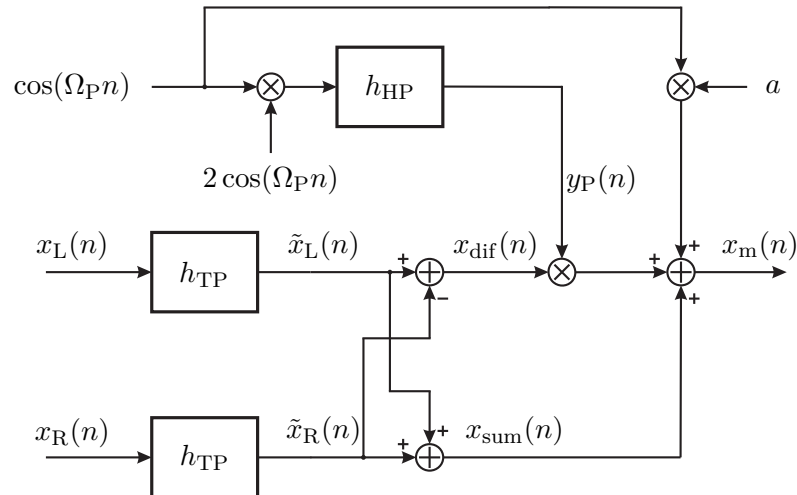 cos(Ω_P n)
h_HP
a
2 cos(Ω_P n)
y_P(n)
x_L(n)
h_TP
x̃_L(n)
+
−
x_dif(n)
+
+
+
x_m(n)
x_R(n)
h_TP
x̃_R(n)
+
+
x_sum(n)